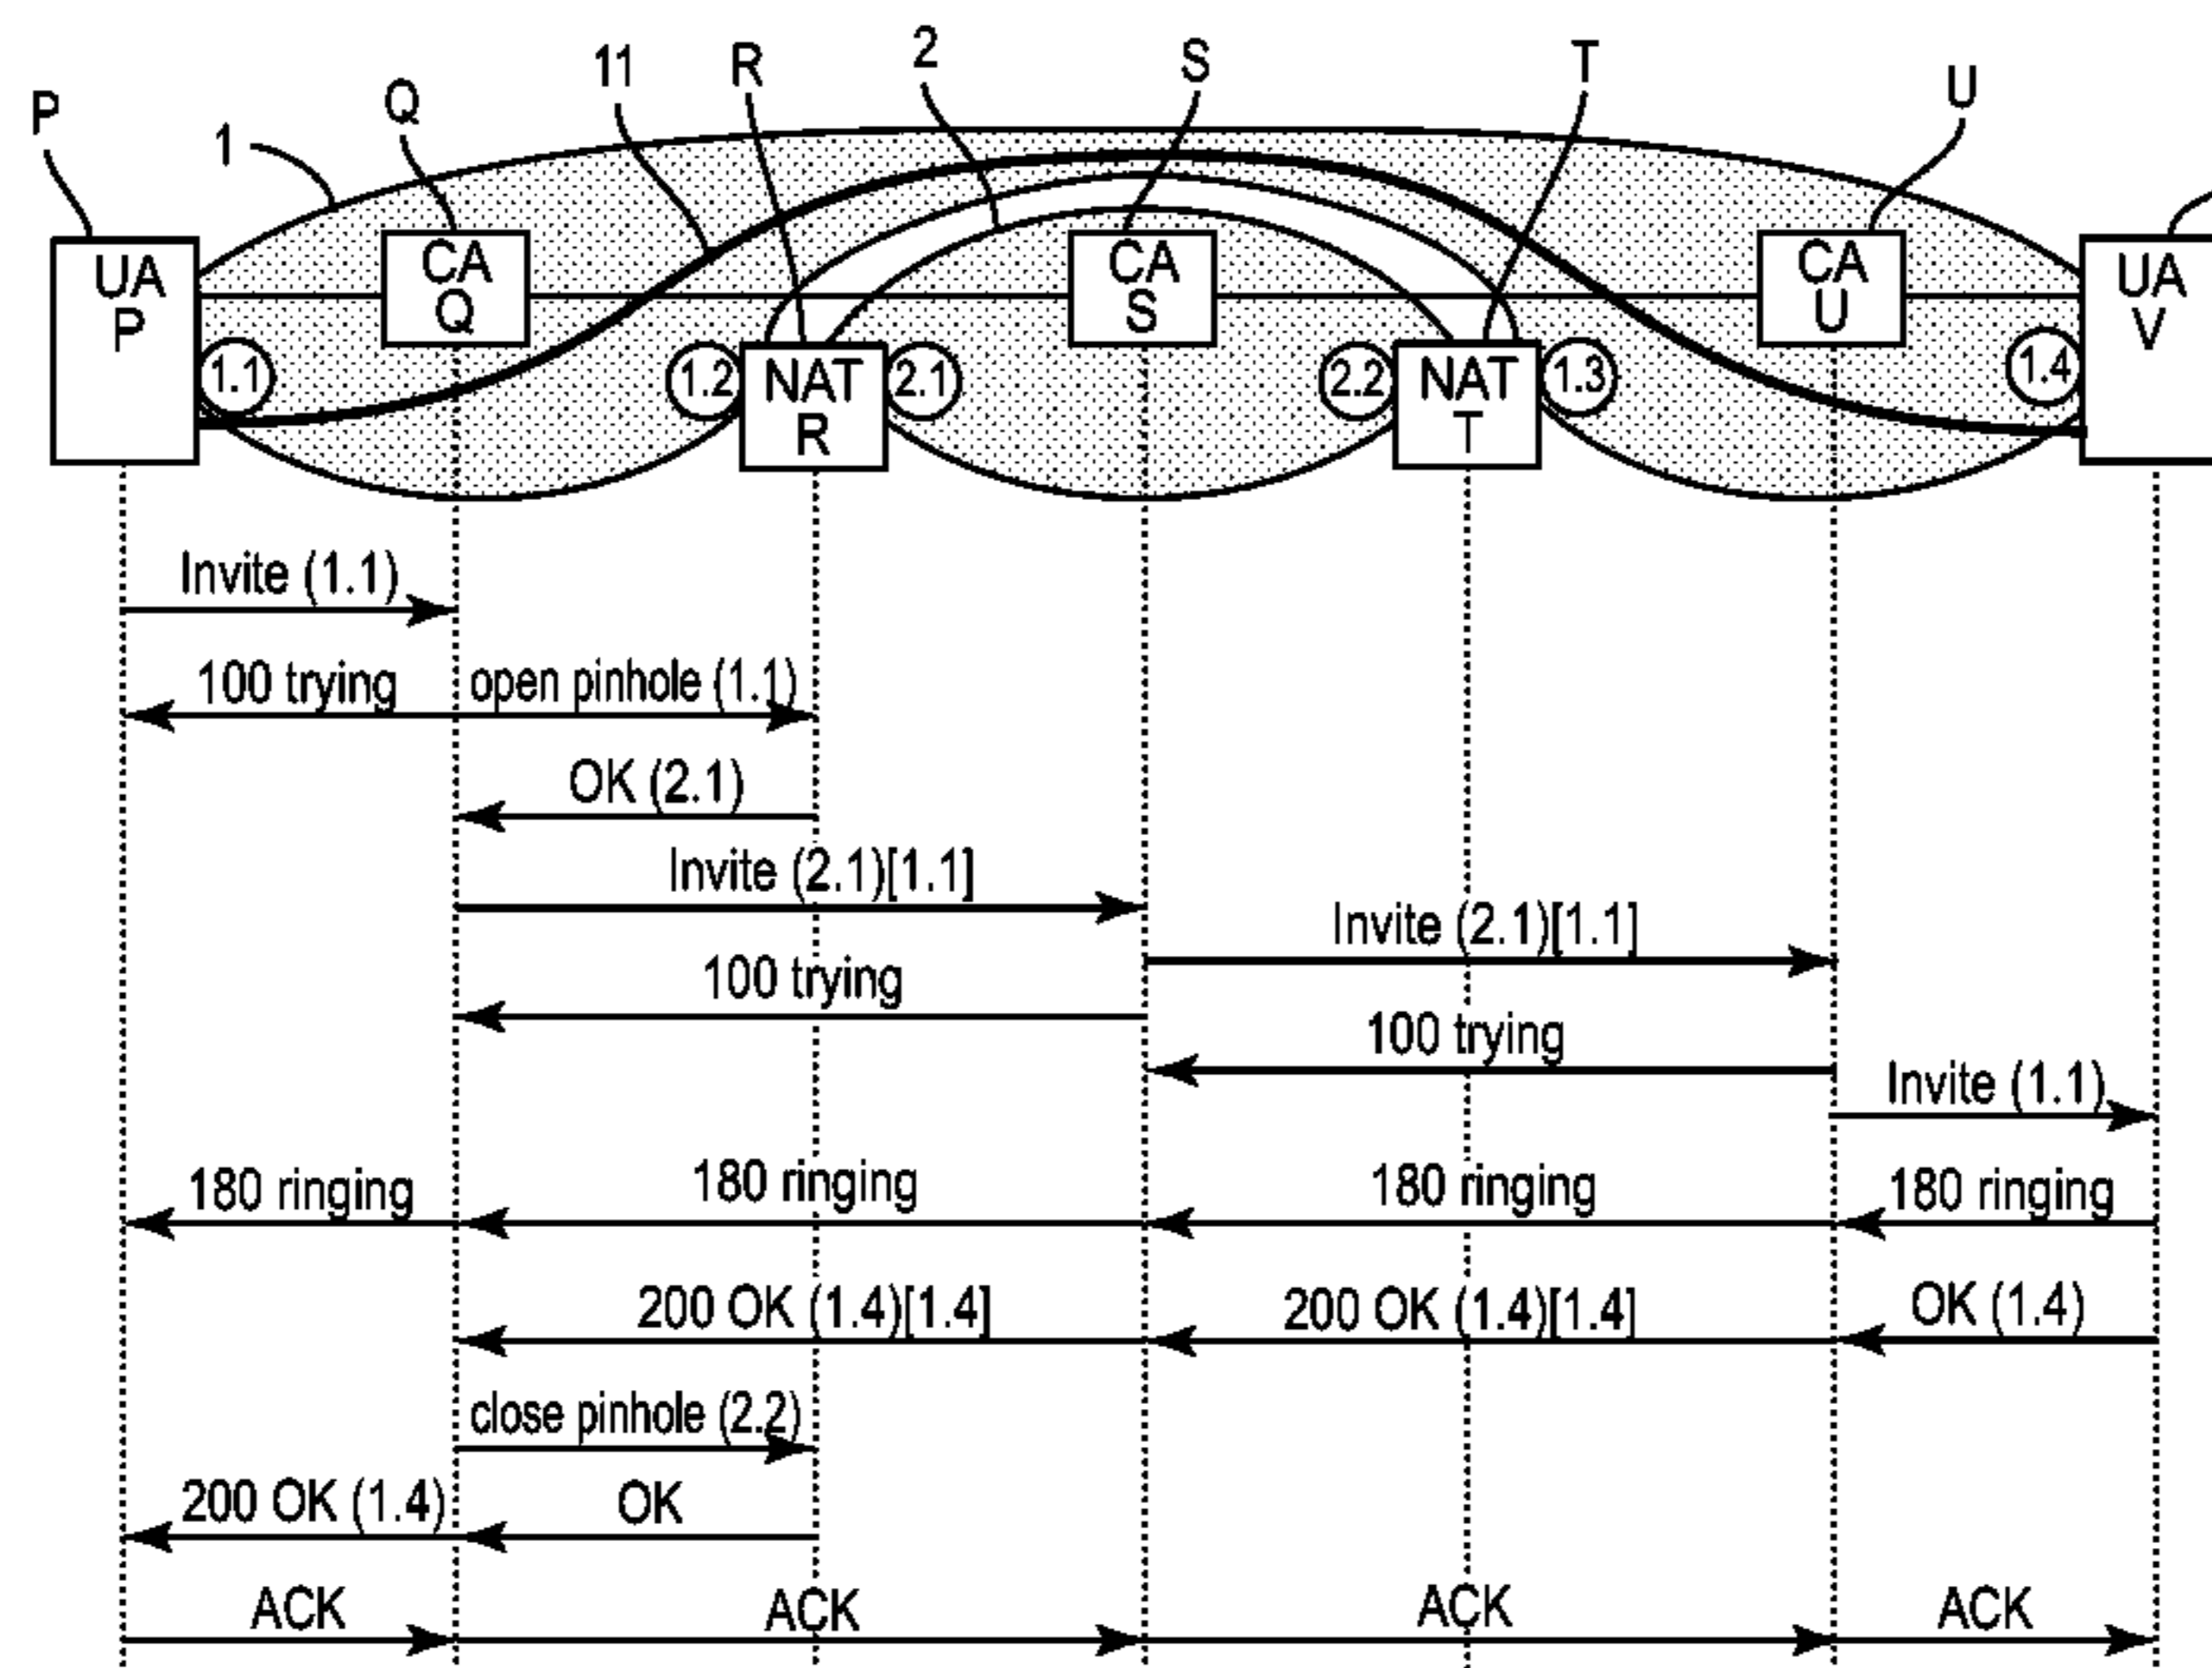 P
1
Q
11
R
2
S
T
U
UA
P
CA
Q
CA
S
CA
U
UA
V
1.1
1.2
NAT
R
2.1
2.2
NAT
T
1.3
1.4
Invite (1.1)
100 trying
open pinhole (1.1)
OK (2.1)
Invite (2.1)[1.1]
Invite (2.1)[1.1]
100 trying
100 trying
Invite (1.1)
180 ringing
180 ringing
180 ringing
180 ringing
200 OK (1.4)[1.4]
200 OK (1.4)[1.4]
OK (1.4)
close pinhole (2.2)
200 OK (1.4)
OK
ACK
ACK
ACK
ACK